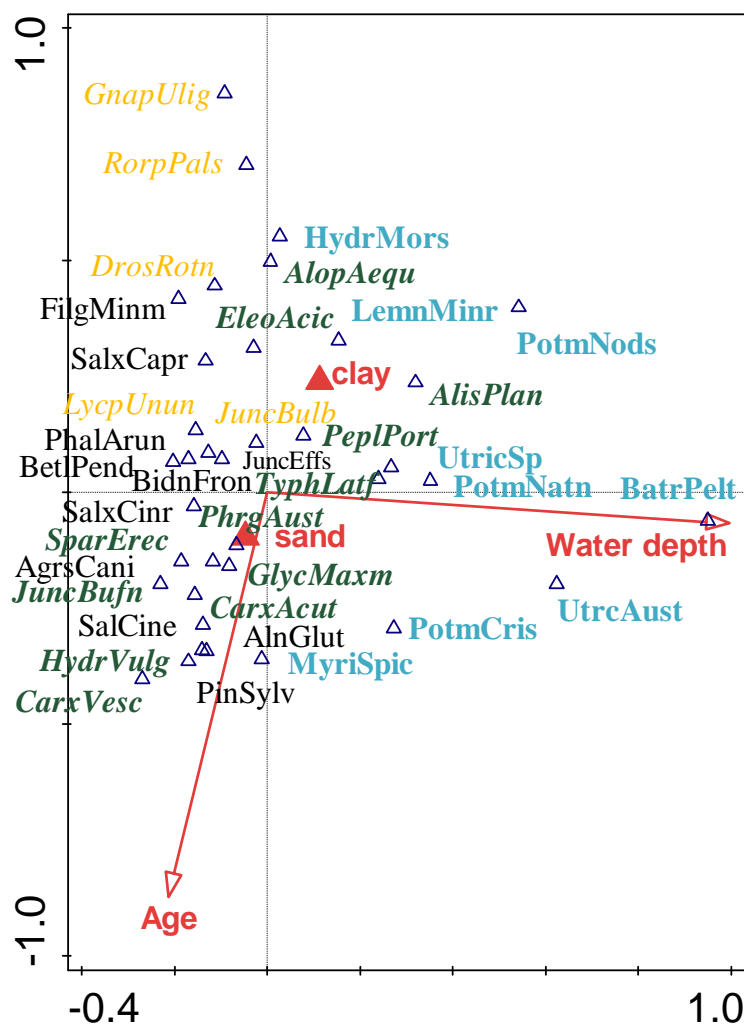 1.0
GnapUlig
RorpPals
HydrMors
DrosRotn
AlopAequ
FilgMinm
EleoAcic
LemnMinr
PotmNods
SalxCapr
clay
AlisPlan
LycpUnun
JuncBulb
PhalArun
PeplPort
BetlPend
JuncEffs
UtricSp
BidnFron
TyphLatf
PotmNatn
BatrPelt
SalxCinr
PhrgAust
SparErec
sand
Water depth
AgrsCani
GlycMaxm
JuncBufn
CarxAcut
UtrcAust
SalCine
AlnGlut
PotmCris
HydrVulg
MyriSpic
CarxVesc
PinSylv
Age
-1.0
-0.4
1.0